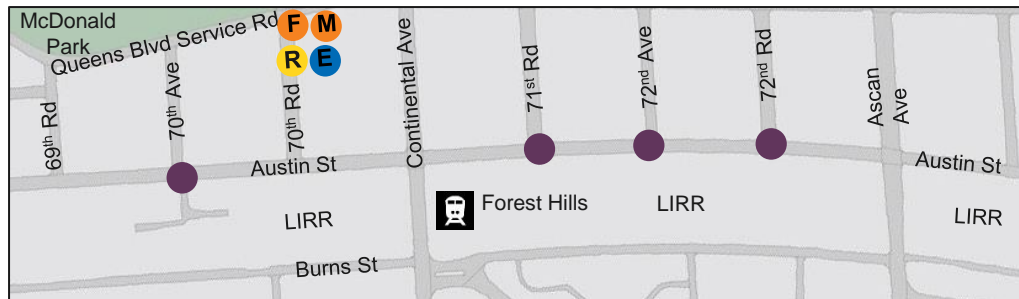 McDonald
Park
Queens Blvd Service Rd
F M
R E
69th Rd
70th Ave
70th Rd
Continental Ave
71st Rd
72nd Ave
72nd Rd
Ascan
Ave
Austin St
Austin St
LIRR
Forest Hills
LIRR
LIRR
Burns St